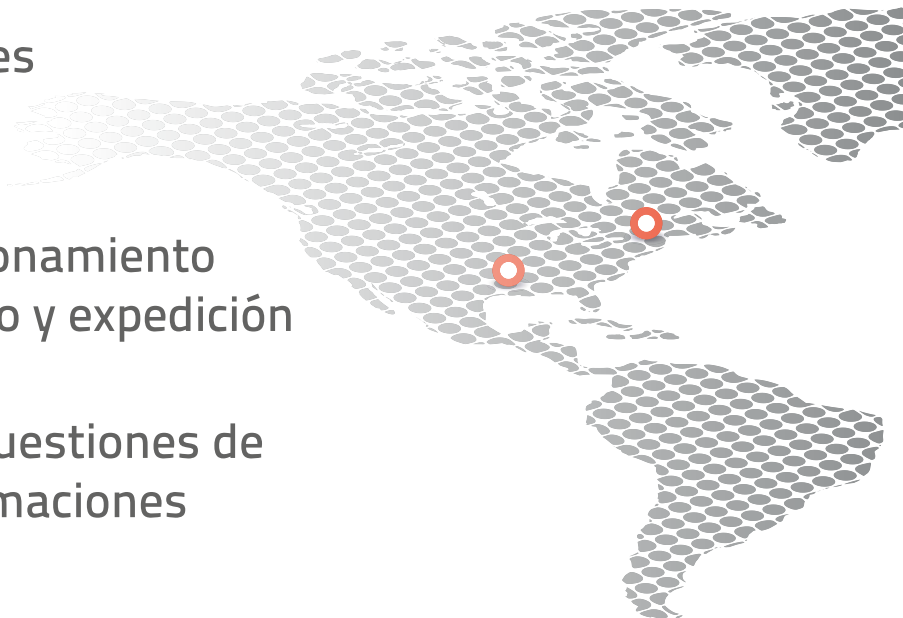 es
onamiento
o y expedición
uestiones de
maciones